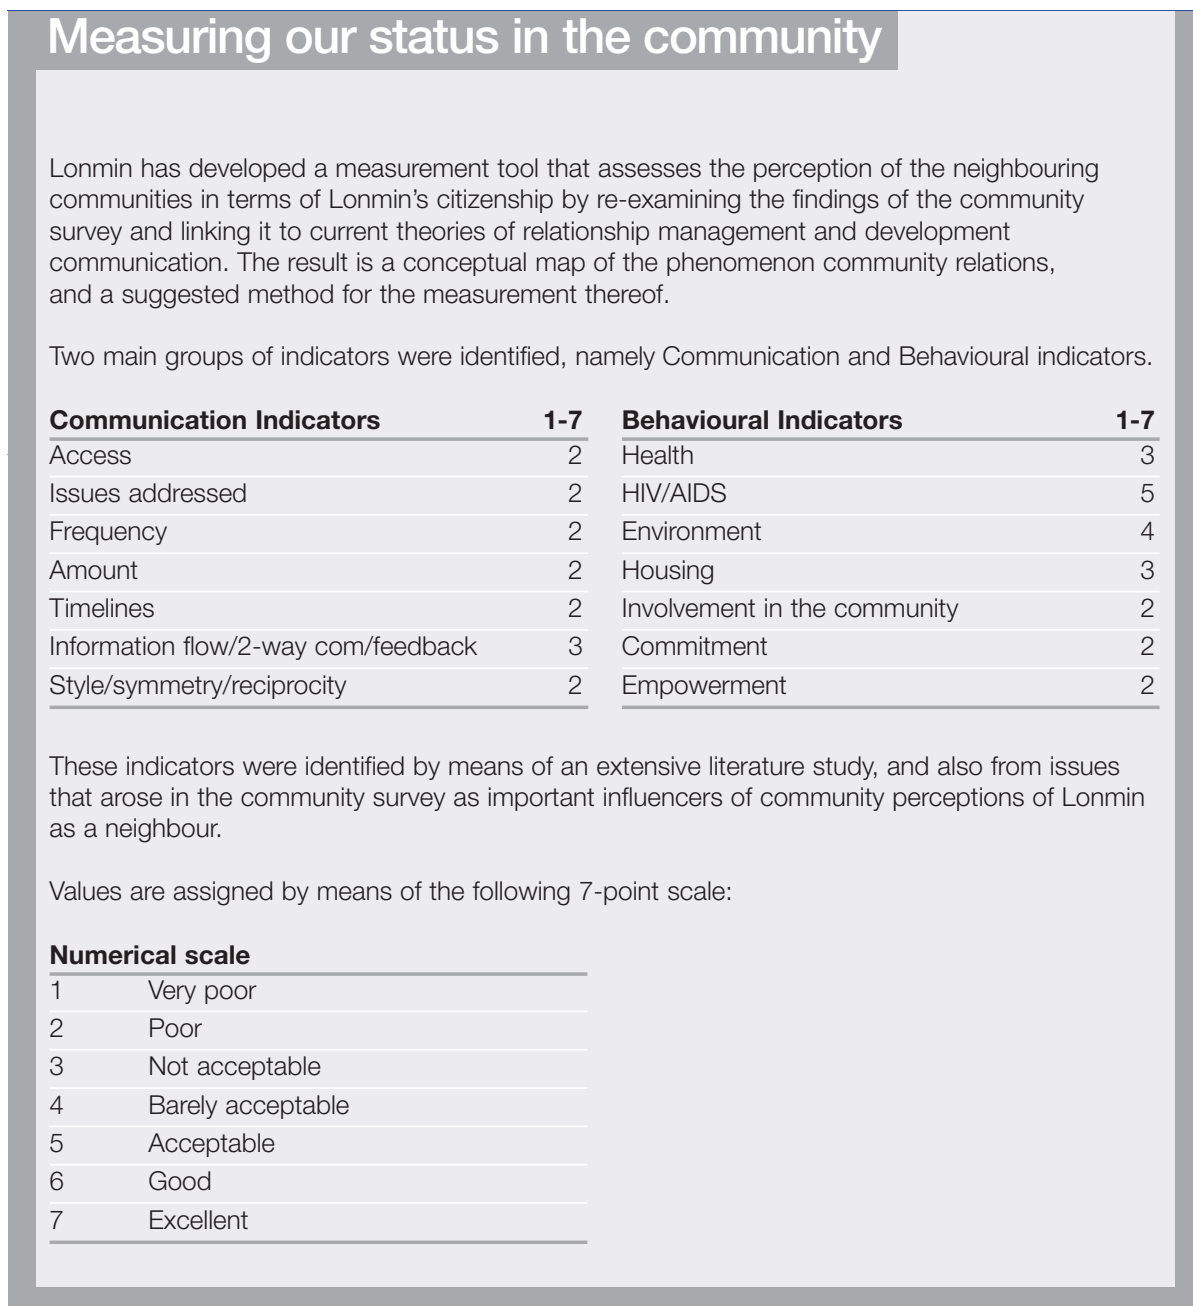 Measuring our status in the community
Lonmin has developed a measurement tool that assesses the perception of the neighbouring
communities in terms of Lonmin's citizenship by re-examining the findings of the community
survey and linking it to current theories of relationship management and development
communication. The result is a conceptual map of the phenomenon community relations,
and a suggested method for the measurement thereof.
Two main groups of indicators were identified, namely Communication and Behavioural indicators.
Communication Indicators 1-7
Access 2
Issues addressed 2
Frequency 2
Amount 2
Timelines 2
Information flow/2-way com/feedback 3
Style/symmetry/reciprocity 2
Behavioural Indicators 1-7
Health 3
HIV/AIDS 5
Environment 4
Housing 3
Involvement in the community 2
Commitment 2
Empowerment 2
These indicators were identified by means of an extensive literature study, and also from issues
that arose in the community survey as important influencers of community perceptions of Lonmin
as a neighbour.
Values are assigned by means of the following 7-point scale:
Numerical scale
1 Very poor
2 Poor
3 Not acceptable
4 Barely acceptable
5 Acceptable
6 Good
7 Excellent